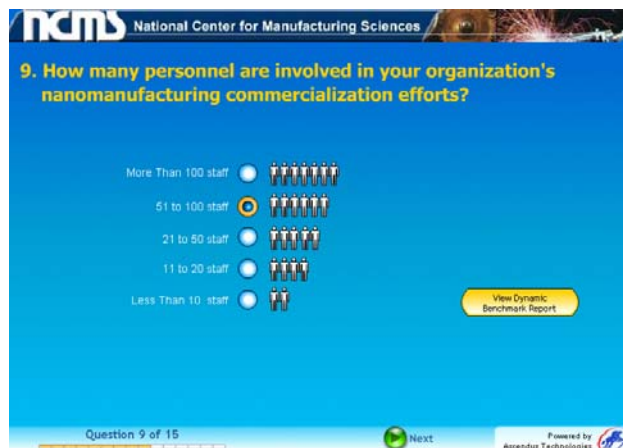 ncms National Center for Manufacturing Sciences
9. How many personnel are involved in your organization's
nanomanufacturing commercialization efforts?
More Than 100 staff
51 to 100 staff
21 to 50 staff
11 to 20 staff
Less Than 10 staff
View Dynamic
Benchmark Report
Question 9 of 15
Next
Powered by
Ascendus Technologies